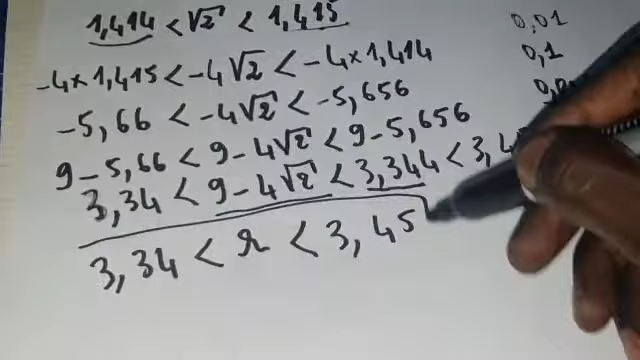 1,414 < √2 < 1,415
-4×1,415 < -4√2 < -4×1,414
-5,66 < -4√2 < -5,656
9-5,66 < 9-4√2 < 9-5,656
3,34 < 9-4√2 < 3,344 < 3,4
3,34 < r < 3,45
0,01
0,1
0,0